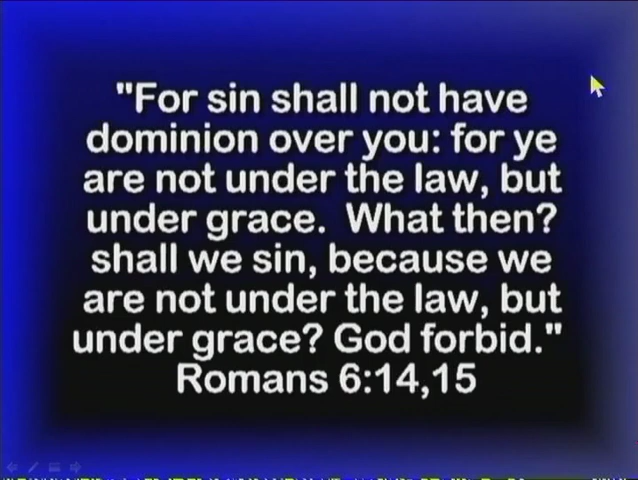 "For sin shall not have
dominion over you: for ye
are not under the law, but
under grace.  What then?
shall we sin, because we
are not under the law, but
under grace? God forbid."
Romans 6:14,15